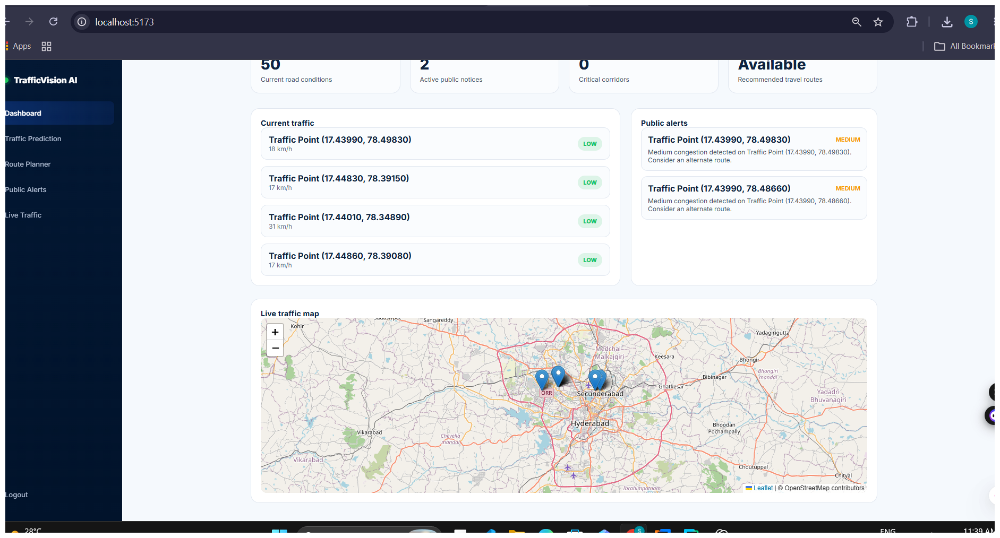 localhost:5173
Apps
All Bookmark
TrafficVision AI
Dashboard
Traffic Prediction
Route Planner
Public Alerts
Live Traffic
Logout
50
Current road conditions
2
Active public notices
0
Critical corridors
Available
Recommended travel routes
Current traffic
Traffic Point (17.43990, 78.49830)
18 km/h
LOW
Traffic Point (17.44830, 78.39150)
17 km/h
LOW
Traffic Point (17.44010, 78.34890)
31 km/h
LOW
Traffic Point (17.44860, 78.39080)
17 km/h
LOW
Public alerts
Traffic Point (17.43990, 78.49830)
MEDIUM
Medium congestion detected on Traffic Point (17.43990, 78.49830).
Consider an alternate route.
Traffic Point (17.43990, 78.48660)
MEDIUM
Medium congestion detected on Traffic Point (17.43990, 78.48660).
Consider an alternate route.
Live traffic map
+
−
Kohir
Sadasivpet
Sangareddy
Yadagirigutta
Medchal
Malkajgiri
Keesara
Bhongir
Bhongiri
mandal
Bibinagar
Ghatkesar
Yadadri
Bhuvanagiri
ORR
Secunderabad
Hyderabad
Bhoodan
Pochampally
Vikarabad
Chevella
mandal
Vikarabad
Choutuppal
Chityal
Ibrahimpatnam
Leaflet | © OpenStreetMap contributors
28°C
ENG
11:39 AM
S
S